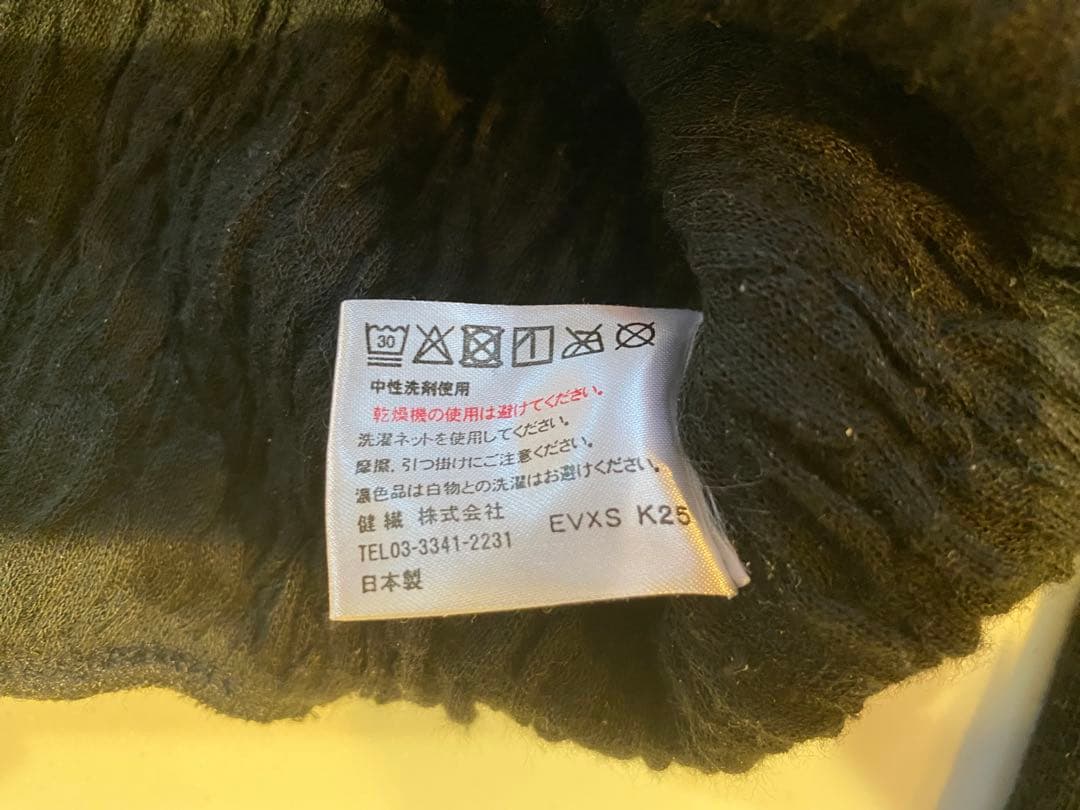 30
中性洗剤使用
乾燥機の使用は避けてください。
洗濯ネットを使用してください。
摩擦、引つ掛けにご注意ください。
濃色品は白物との洗濯はお避けください。
健繊 株式会社 EVXS K25
TEL03-3341-2231
日本製